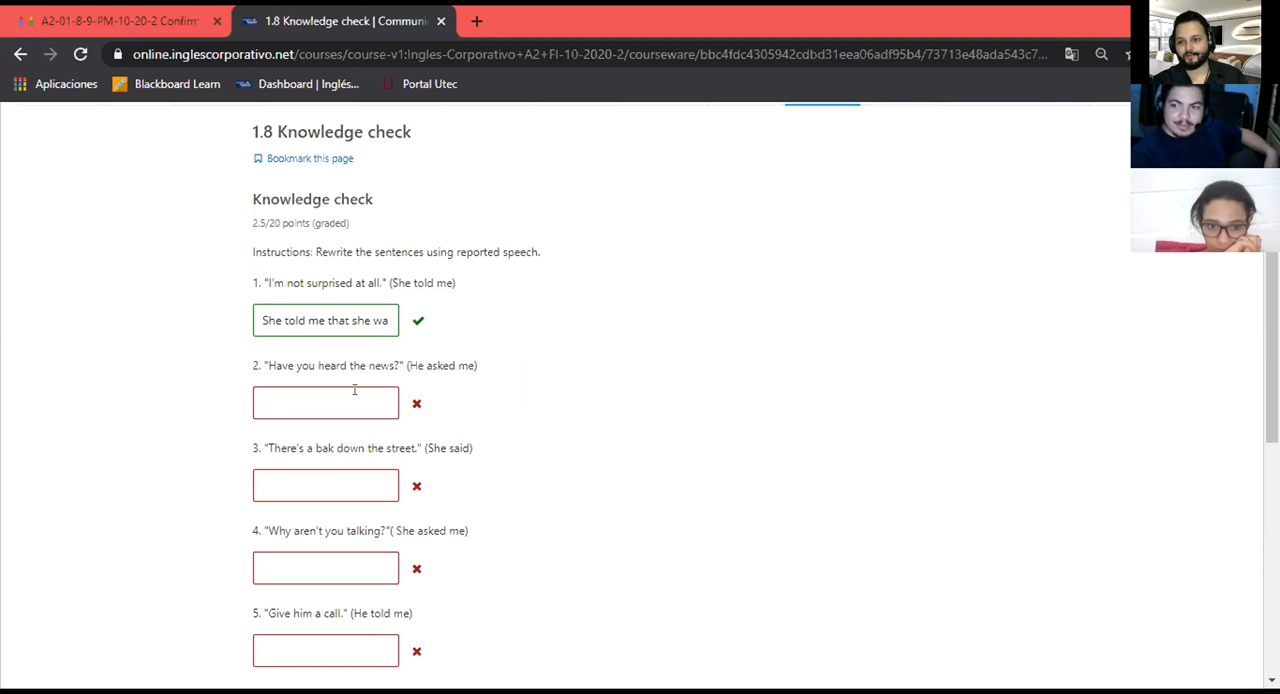 A2-01-8-9-PM-10-20-2 Confirm
1.8 Knowledge check | Communi
online.inglescorporativo.net/courses/course-v1:Ingles-Corporativo+A2+FI-10-2020-2/courseware/bbc4fdc4305942cdbd31eea06adf95b4/73713e48ada543c7...
Aplicaciones
Blackboard Learn
Dashboard | Inglés...
Portal Utec
1.8 Knowledge check
Bookmark this page
Knowledge check
2.5/20 points (graded)
Instructions: Rewrite the sentences using reported speech.
1. "I'm not surprised at all." (She told me)
She told me that she wa
2. "Have you heard the news?" (He asked me)
3. "There's a bak down the street." (She said)
4. "Why aren't you talking?"( She asked me)
5. "Give him a call." (He told me)